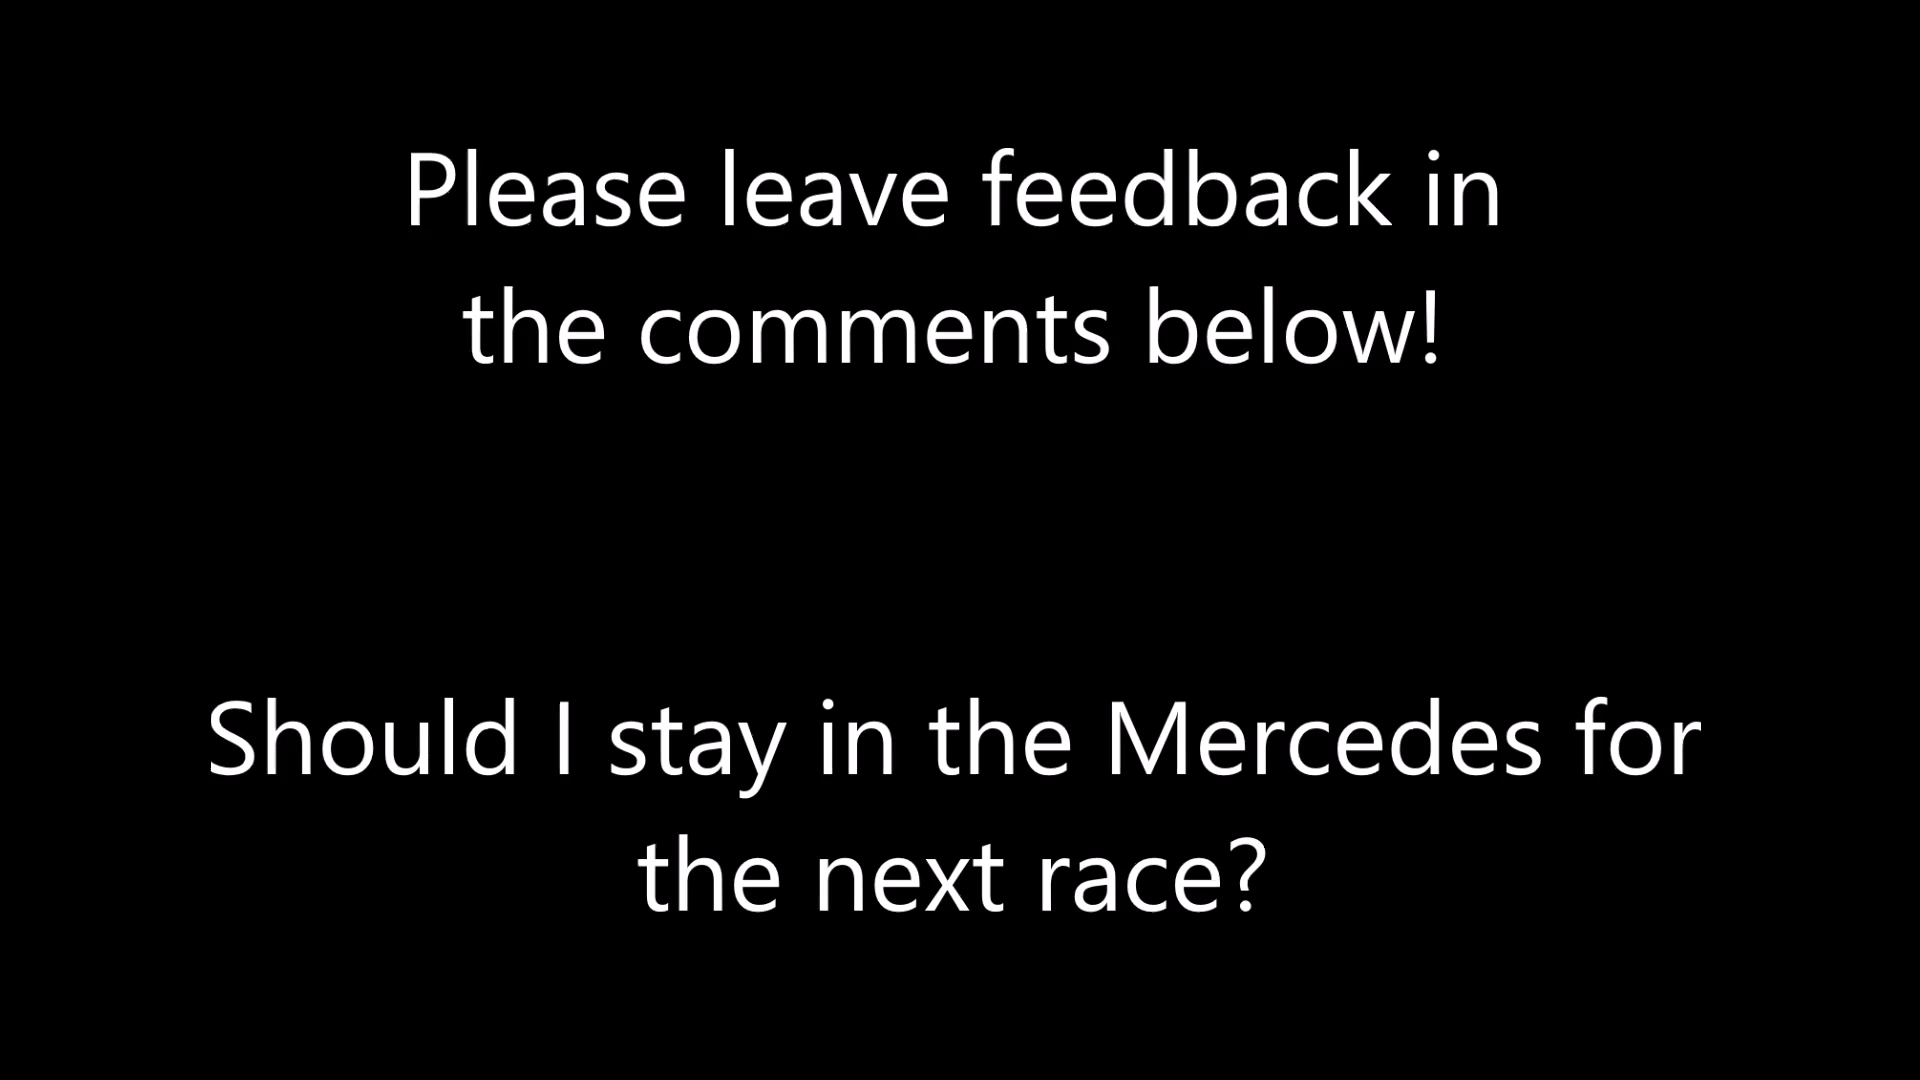 Please leave feedback in
the comments below!
Should I stay in the Mercedes for
the next race?